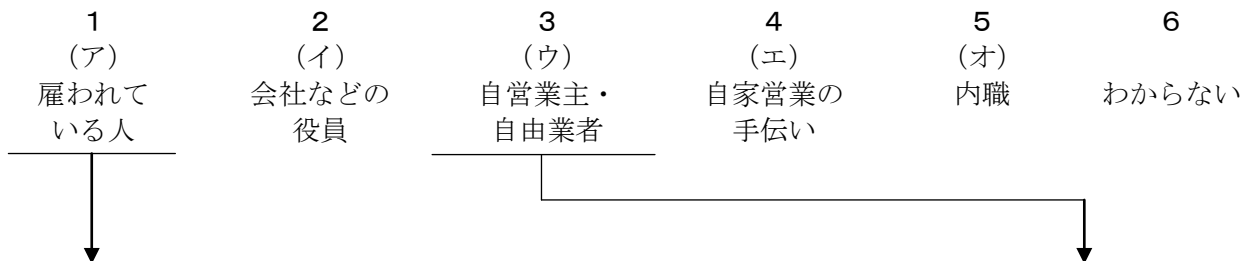 1 2 3 4 5 6
(ア) (イ) (ウ) (エ) (オ)
雇われて 会社などの 自営業主・ 自家営業の 内職 わからない
いる人 役員 自由業者 手伝い